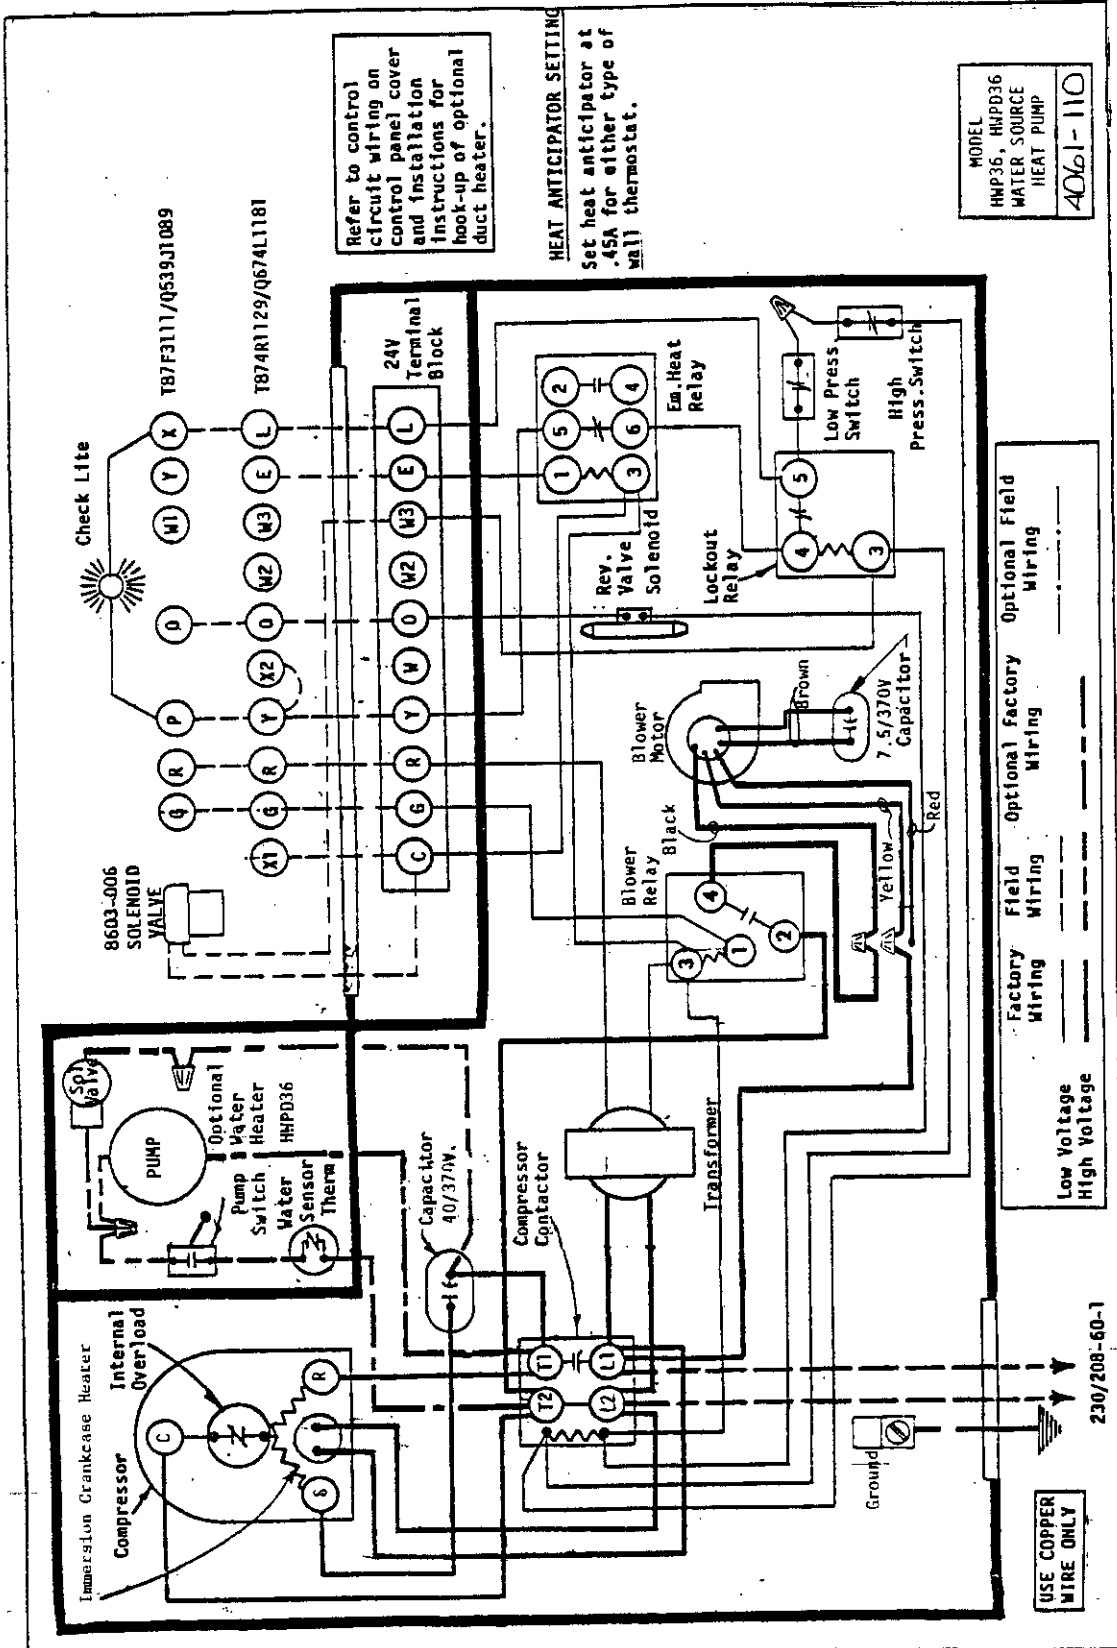 Check Lite
T87F3111/Q539J1089
T874R1129/Q674L1181
G
R
P
O
W1
Y
X
X1
G
R
Y
X2
O
W2
W3
E
L
8603-006
SOLENOID
VALVE
C
G
R
Y
W
O
W2
W3
E
L
24V
Terminal
Block
Refer to control
circuit wiring on
control panel cover
and installation
instructions for
hook-up of optional
duct heater.
HEAT ANTICIPATOR SETTING
Set heat anticipator at
.45A for either type of
wall thermostat.
MODEL
HWP36, HWPD36
WATER SOURCE
HEAT PUMP
4061-110
Sol
Valve
PUMP
Optional
Water
Heater
HWPD36
Pump
Switch
Water
Sensor
Therm
Immersion Crankcase Heater
Compressor
Internal
Overload
C
R
S
Capacitor
40/370V.
Compressor
Contactor
T1
T2
L1
L2
Transformer
Blower
Relay
4
2
1
3
Blower
Motor
Black
Brown
Yellow
Red
7.5/370V
Capacitor
Rev.
Valve
Solenoid
Lockout
Relay
4
5
3
1
5
2
3
6
4
Em.Heat
Relay
Low Press
Switch
High
Press.Switch
Ground
USE COPPER
WIRE ONLY
230/208-60-1
Factory
Wiring
Field
Wiring
Optional Factory
Wiring
Optional Field
Wiring
Low Voltage
High Voltage